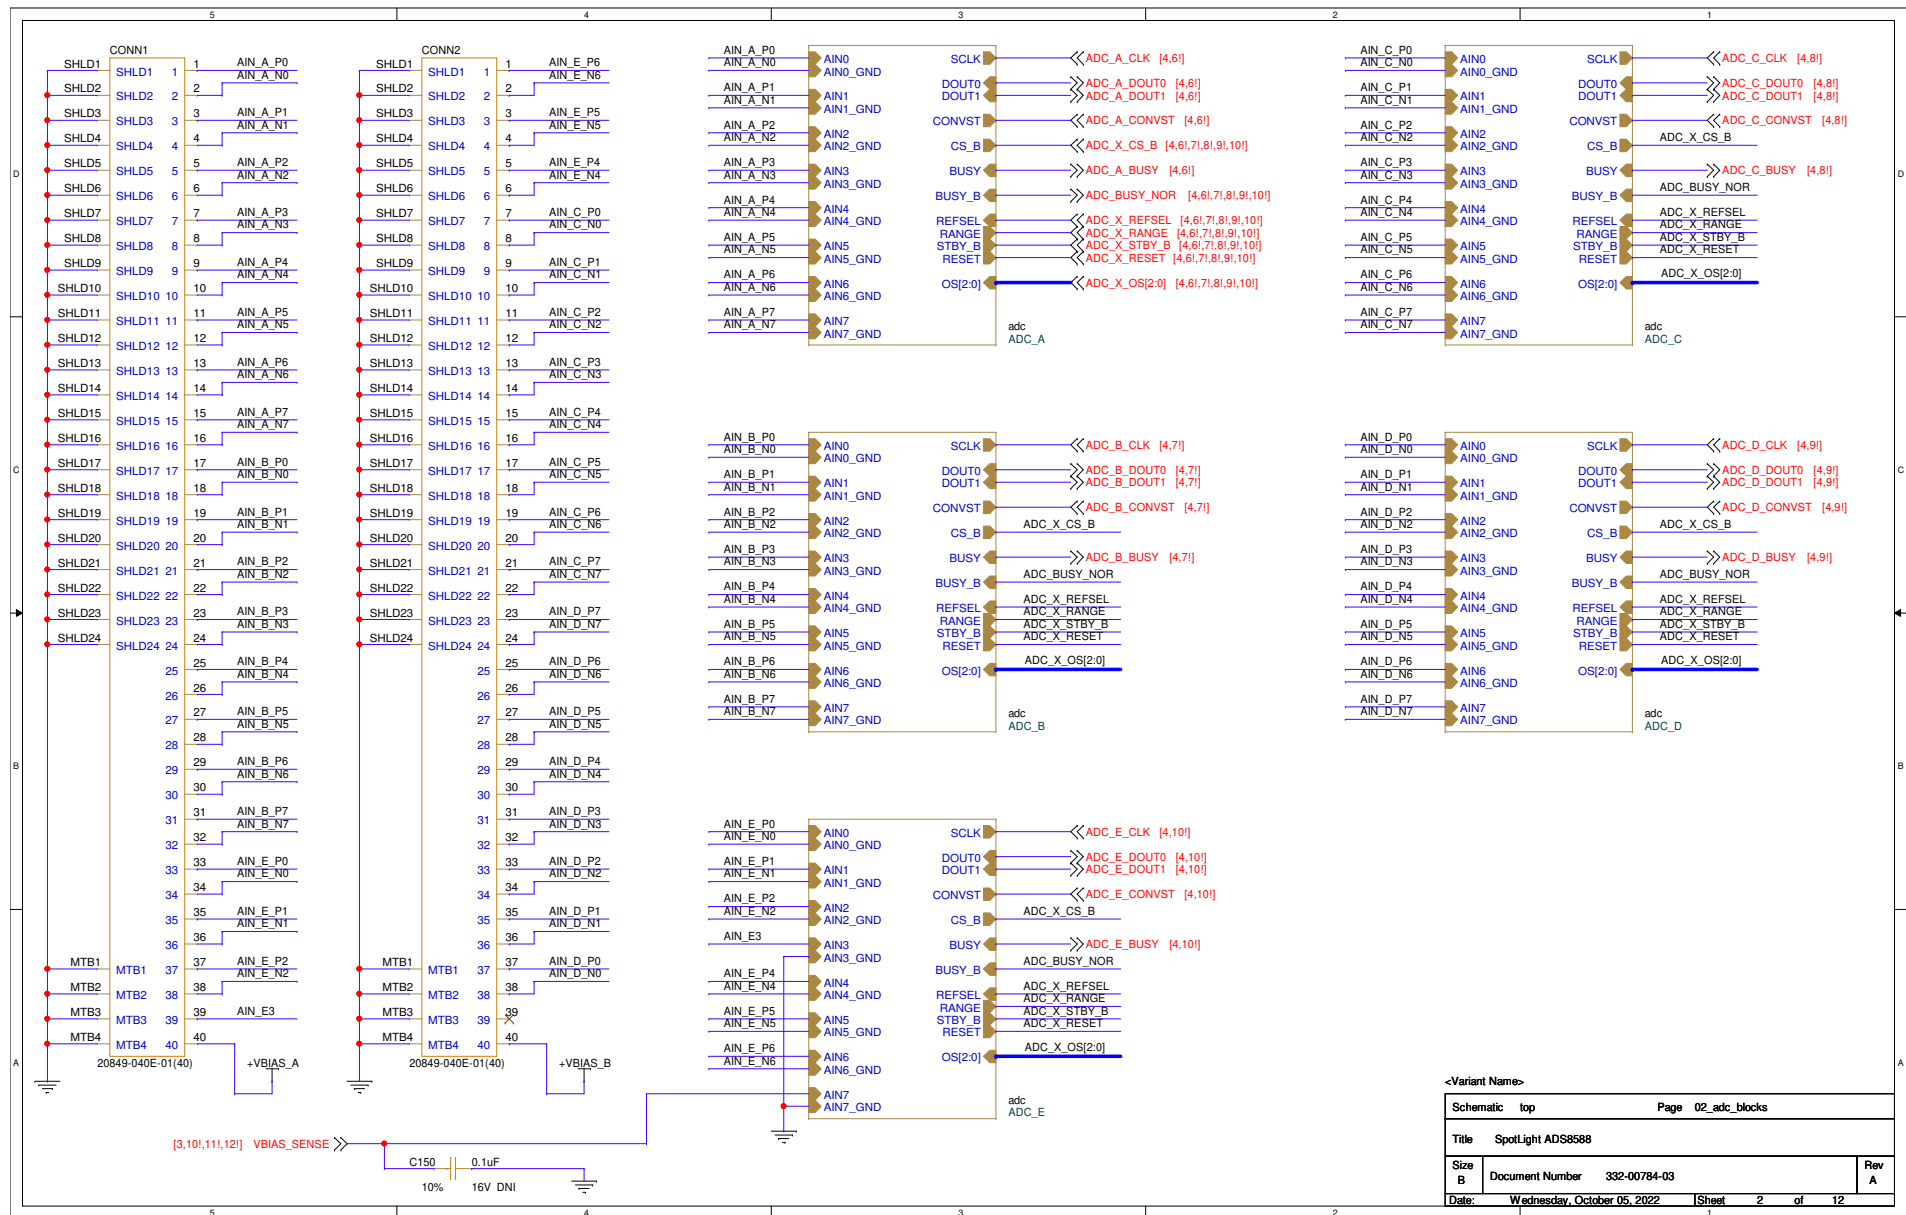 5 4 3 2 1
CONN1
SHLD1 SHLD1 1 1 AIN_A_P0
SHLD2 SHLD2 2 2 AIN_A_N0
SHLD3 SHLD3 3 3 AIN_A_P1
SHLD4 SHLD4 4 4 AIN_A_N1
SHLD5 SHLD5 5 5 AIN_A_P2
SHLD6 SHLD6 6 6 AIN_A_N2
SHLD7 SHLD7 7 7 AIN_A_P3
SHLD8 SHLD8 8 8 AIN_A_N3
SHLD9 SHLD9 9 9 AIN_A_P4
SHLD10 SHLD10 10 10 AIN_A_N4
SHLD11 SHLD11 11 11 AIN_A_P5
SHLD12 SHLD12 12 12 AIN_A_N5
SHLD13 SHLD13 13 13 AIN_A_P6
SHLD14 SHLD14 14 14 AIN_A_N6
SHLD15 SHLD15 15 15 AIN_A_P7
SHLD16 SHLD16 16 16 AIN_A_N7
SHLD17 SHLD17 17 17 AIN_B_P0
SHLD18 SHLD18 18 18 AIN_B_N0
SHLD19 SHLD19 19 19 AIN_B_P1
SHLD20 SHLD20 20 20 AIN_B_N1
SHLD21 SHLD21 21 21 AIN_B_P2
SHLD22 SHLD22 22 22 AIN_B_N2
SHLD23 SHLD23 23 23 AIN_B_P3
SHLD24 SHLD24 24 24 AIN_B_N3
25 25 AIN_B_P4
26 26 AIN_B_N4
27 27 AIN_B_P5
28 28 AIN_B_N5
29 29 AIN_B_P6
30 30 AIN_B_N6
31 31 AIN_B_P7
32 32 AIN_B_N7
33 33 AIN_E_P0
34 34 AIN_E_N0
35 35 AIN_E_P1
36 36 AIN_E_N1
MTB1 MTB1 37 37 AIN_E_P2
MTB2 MTB2 38 38 AIN_E_N2
MTB3 MTB3 39 39 AIN_E3
MTB4 MTB4 40 40
20849-040E-01(40) +VBIAS_A
CONN2
SHLD1 SHLD1 1 1 AIN_E_P6
SHLD2 SHLD2 2 2 AIN_E_N6
SHLD3 SHLD3 3 3 AIN_E_P5
SHLD4 SHLD4 4 4 AIN_E_N5
SHLD5 SHLD5 5 5 AIN_E_P4
SHLD6 SHLD6 6 6 AIN_E_N4
SHLD7 SHLD7 7 7 AIN_C_P0
SHLD8 SHLD8 8 8 AIN_C_N0
SHLD9 SHLD9 9 9 AIN_C_P1
SHLD10 SHLD10 10 10 AIN_C_N1
SHLD11 SHLD11 11 11 AIN_C_P2
SHLD12 SHLD12 12 12 AIN_C_N2
SHLD13 SHLD13 13 13 AIN_C_P3
SHLD14 SHLD14 14 14 AIN_C_N3
SHLD15 SHLD15 15 15 AIN_C_P4
SHLD16 SHLD16 16 16 AIN_C_N4
SHLD17 SHLD17 17 17 AIN_C_P5
SHLD18 SHLD18 18 18 AIN_C_N5
SHLD19 SHLD19 19 19 AIN_C_P6
SHLD20 SHLD20 20 20 AIN_C_N6
SHLD21 SHLD21 21 21 AIN_C_P7
SHLD22 SHLD22 22 22 AIN_C_N7
SHLD23 SHLD23 23 23 AIN_D_P7
SHLD24 SHLD24 24 24 AIN_D_N7
25 25 AIN_D_P6
26 26 AIN_D_N6
27 27 AIN_D_P5
28 28 AIN_D_N5
29 29 AIN_D_P4
30 30 AIN_D_N4
31 31 AIN_D_P3
32 32 AIN_D_N3
33 33 AIN_D_P2
34 34 AIN_D_N2
35 35 AIN_D_P1
36 36 AIN_D_N1
MTB1 MTB1 37 37 AIN_D_P0
MTB2 MTB2 38 38 AIN_D_N0
MTB3 MTB3 39 39
MTB4 MTB4 40 40
20849-040E-01(40) +VBIAS_B
AIN_A_P0 AIN0 SCLK ADC_A_CLK [4,6!]
AIN_A_N0 AIN0_GND
DOUT0 ADC_A_DOUT0 [4,6!]
AIN_A_P1 AIN1 DOUT1 ADC_A_DOUT1 [4,6!]
AIN_A_N1 AIN1_GND
CONVST ADC_A_CONVST [4,6!]
AIN_A_P2 AIN2
AIN_A_N2 AIN2_GND CS_B ADC_X_CS_B [4,6!,7!,8!,9!,10!]
AIN_A_P3 AIN3 BUSY ADC_A_BUSY [4,6!]
AIN_A_N3 AIN3_GND
BUSY_B ADC_BUSY_NOR [4,6!,7!,8!,9!,10!]
AIN_A_P4 AIN4
AIN_A_N4 AIN4_GND REFSEL ADC_X_REFSEL [4,6!,7!,8!,9!,10!]
RANGE ADC_X_RANGE [4,6!,7!,8!,9!,10!]
AIN_A_P5 AIN5 STBY_B ADC_X_STBY_B [4,6!,7!,8!,9!,10!]
AIN_A_N5 AIN5_GND RESET ADC_X_RESET [4,6!,7!,8!,9!,10!]
AIN_A_P6 AIN6 OS[2:0] ADC_X_OS[2:0] [4,6!,7!,8!,9!,10!]
AIN_A_N6 AIN6_GND
AIN_A_P7 AIN7
AIN_A_N7 AIN7_GND
adc
ADC_A
AIN_C_P0 AIN0 SCLK ADC_C_CLK [4,8!]
AIN_C_N0 AIN0_GND
DOUT0 ADC_C_DOUT0 [4,8!]
AIN_C_P1 AIN1 DOUT1 ADC_C_DOUT1 [4,8!]
AIN_C_N1 AIN1_GND
CONVST ADC_C_CONVST [4,8!]
AIN_C_P2 AIN2
AIN_C_N2 AIN2_GND CS_B ADC_X_CS_B
AIN_C_P3 AIN3 BUSY ADC_C_BUSY [4,8!]
AIN_C_N3 AIN3_GND
BUSY_B ADC_BUSY_NOR
AIN_C_P4 AIN4
AIN_C_N4 AIN4_GND REFSEL ADC_X_REFSEL
RANGE ADC_X_RANGE
AIN_C_P5 AIN5 STBY_B ADC_X_STBY_B
AIN_C_N5 AIN5_GND RESET ADC_X_RESET
AIN_C_P6 AIN6 OS[2:0] ADC_X_OS[2:0]
AIN_C_N6 AIN6_GND
AIN_C_P7 AIN7
AIN_C_N7 AIN7_GND
adc
ADC_C
AIN_B_P0 AIN0 SCLK ADC_B_CLK [4,7!]
AIN_B_N0 AIN0_GND
DOUT0 ADC_B_DOUT0 [4,7!]
AIN_B_P1 AIN1 DOUT1 ADC_B_DOUT1 [4,7!]
AIN_B_N1 AIN1_GND
CONVST ADC_B_CONVST [4,7!]
AIN_B_P2 AIN2
AIN_B_N2 AIN2_GND CS_B ADC_X_CS_B
AIN_B_P3 AIN3 BUSY ADC_B_BUSY [4,7!]
AIN_B_N3 AIN3_GND
BUSY_B ADC_BUSY_NOR
AIN_B_P4 AIN4
AIN_B_N4 AIN4_GND REFSEL ADC_X_REFSEL
RANGE ADC_X_RANGE
AIN_B_P5 AIN5 STBY_B ADC_X_STBY_B
AIN_B_N5 AIN5_GND RESET ADC_X_RESET
AIN_B_P6 AIN6 OS[2:0] ADC_X_OS[2:0]
AIN_B_N6 AIN6_GND
AIN_B_P7 AIN7
AIN_B_N7 AIN7_GND
adc
ADC_B
AIN_D_P0 AIN0 SCLK ADC_D_CLK [4,9!]
AIN_D_N0 AIN0_GND
DOUT0 ADC_D_DOUT0 [4,9!]
AIN_D_P1 AIN1 DOUT1 ADC_D_DOUT1 [4,9!]
AIN_D_N1 AIN1_GND
CONVST ADC_D_CONVST [4,9!]
AIN_D_P2 AIN2
AIN_D_N2 AIN2_GND CS_B ADC_X_CS_B
AIN_D_P3 AIN3 BUSY ADC_D_BUSY [4,9!]
AIN_D_N3 AIN3_GND
BUSY_B ADC_BUSY_NOR
AIN_D_P4 AIN4
AIN_D_N4 AIN4_GND REFSEL ADC_X_REFSEL
RANGE ADC_X_RANGE
AIN_D_P5 AIN5 STBY_B ADC_X_STBY_B
AIN_D_N5 AIN5_GND RESET ADC_X_RESET
AIN_D_P6 AIN6 OS[2:0] ADC_X_OS[2:0]
AIN_D_N6 AIN6_GND
AIN_D_P7 AIN7
AIN_D_N7 AIN7_GND
adc
ADC_D
AIN_E_P0 AIN0 SCLK ADC_E_CLK [4,10!]
AIN_E_N0 AIN0_GND
DOUT0 ADC_E_DOUT0 [4,10!]
AIN_E_P1 AIN1 DOUT1 ADC_E_DOUT1 [4,10!]
AIN_E_N1 AIN1_GND
CONVST ADC_E_CONVST [4,10!]
AIN_E_P2 AIN2
AIN_E_N2 AIN2_GND CS_B ADC_X_CS_B
AIN_E3 AIN3 BUSY ADC_E_BUSY [4,10!]
AIN3_GND
BUSY_B ADC_BUSY_NOR
AIN_E_P4 AIN4
AIN_E_N4 AIN4_GND REFSEL ADC_X_REFSEL
RANGE ADC_X_RANGE
AIN_E_P5 AIN5 STBY_B ADC_X_STBY_B
AIN_E_N5 AIN5_GND RESET ADC_X_RESET
AIN_E_P6 AIN6 OS[2:0] ADC_X_OS[2:0]
AIN_E_N6 AIN6_GND
AIN7
AIN7_GND
adc
ADC_E
[3,10!,11!,12!] VBIAS_SENSE
C150 0.1uF
10% 16V DNI
D D
C C
B B
A A
<Variant Name>
Schematic top Page 02_adc_blocks
Title SpotLight ADS8588
Size B Document Number 332-00784-03 Rev A
Date: Wednesday, October 05, 2022 Sheet 2 of 12
5 4 3 2 1